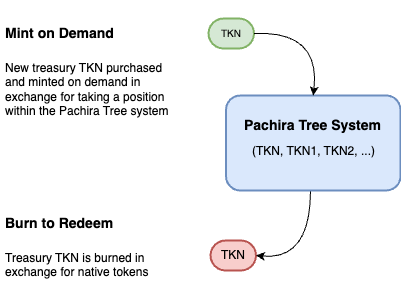 Mint on Demand
TKN
New treasury TKN purchased
and minted on demand in
exchange for taking a position
within the Pachira Tree system
Pachira Tree System
(TKN, TKN1, TKN2, ...)
Burn to Redeem
Treasury TKN is burned in
exchange for native tokens
TKN